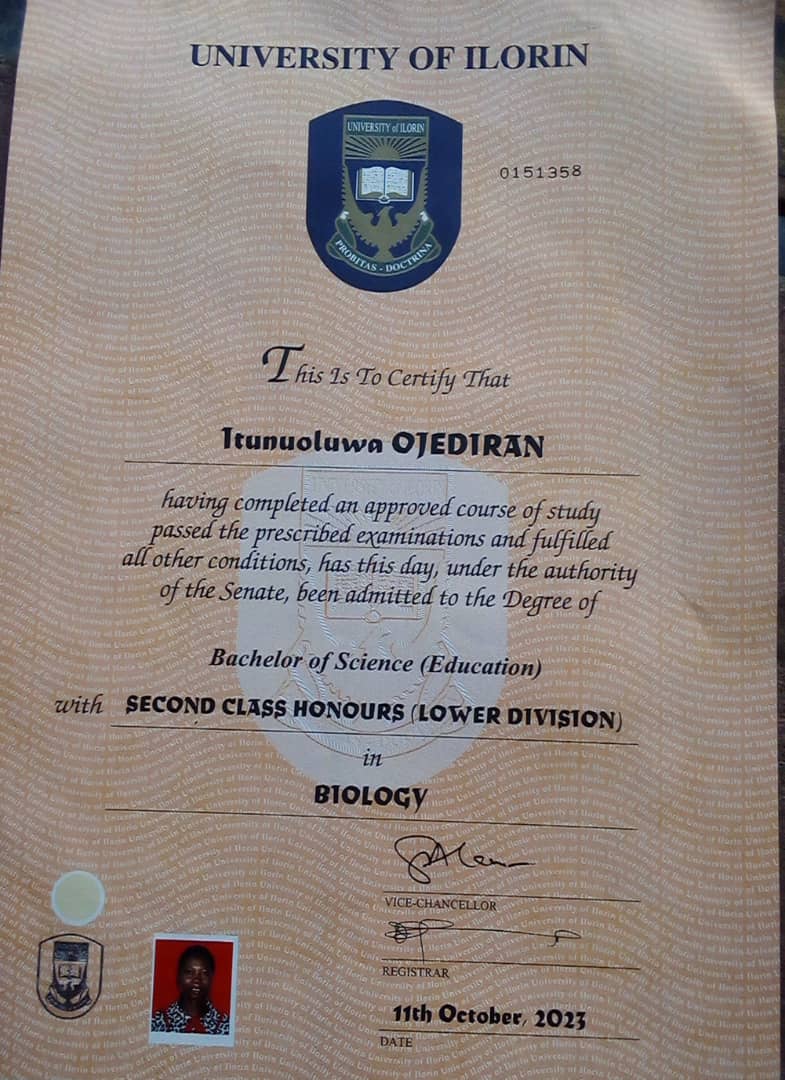 UNIVERSITY OF ILORIN
UNIVERSITY of ILORIN
0151358
PROBITAS - DOCTRINA
This Is To Certify That
Itunuoluwa OJEDIRAN
having completed an approved course of study
passed the prescribed examinations and fulfilled
all other conditions, has this day, under the authority
of the Senate, been admitted to the Degree of
Bachelor of Science (Education)
with SECOND CLASS HONOURS (LOWER DIVISION)
in
BIOLOGY
VICE-CHANCELLOR
REGISTRAR
11th October, 2023
DATE